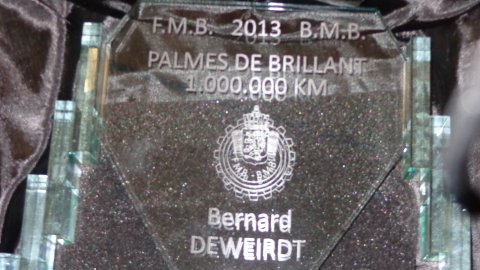 F.M.B. 2013 B.M.B.
PALMES DE BRILLANT
1.000.000 KM
Bernard
DEWEIRDT